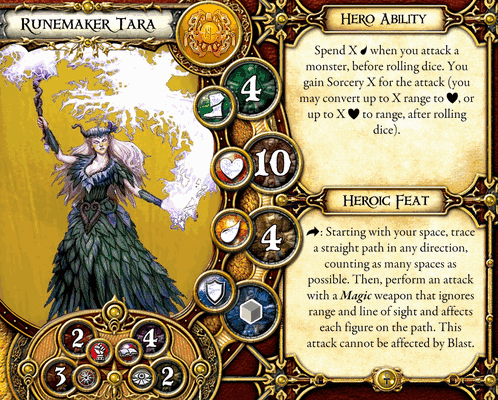 RUNEMAKER TARA
4
10
4
2
4
3
2
HERO ABILITY
Spend X when you attack a
monster, before rolling dice. You
gain Sorcery X for the attack (you
may convert up to X range to ♥, or
up to X ♥ to range, after rolling
dice).
HEROIC FEAT
: Starting with your space, trace
a straight path in any direction,
counting as many spaces as
possible. Then, perform an attack
with a Magic weapon that ignores
range and line of sight and affects
each figure on the path. This
attack cannot be affected by Blast.